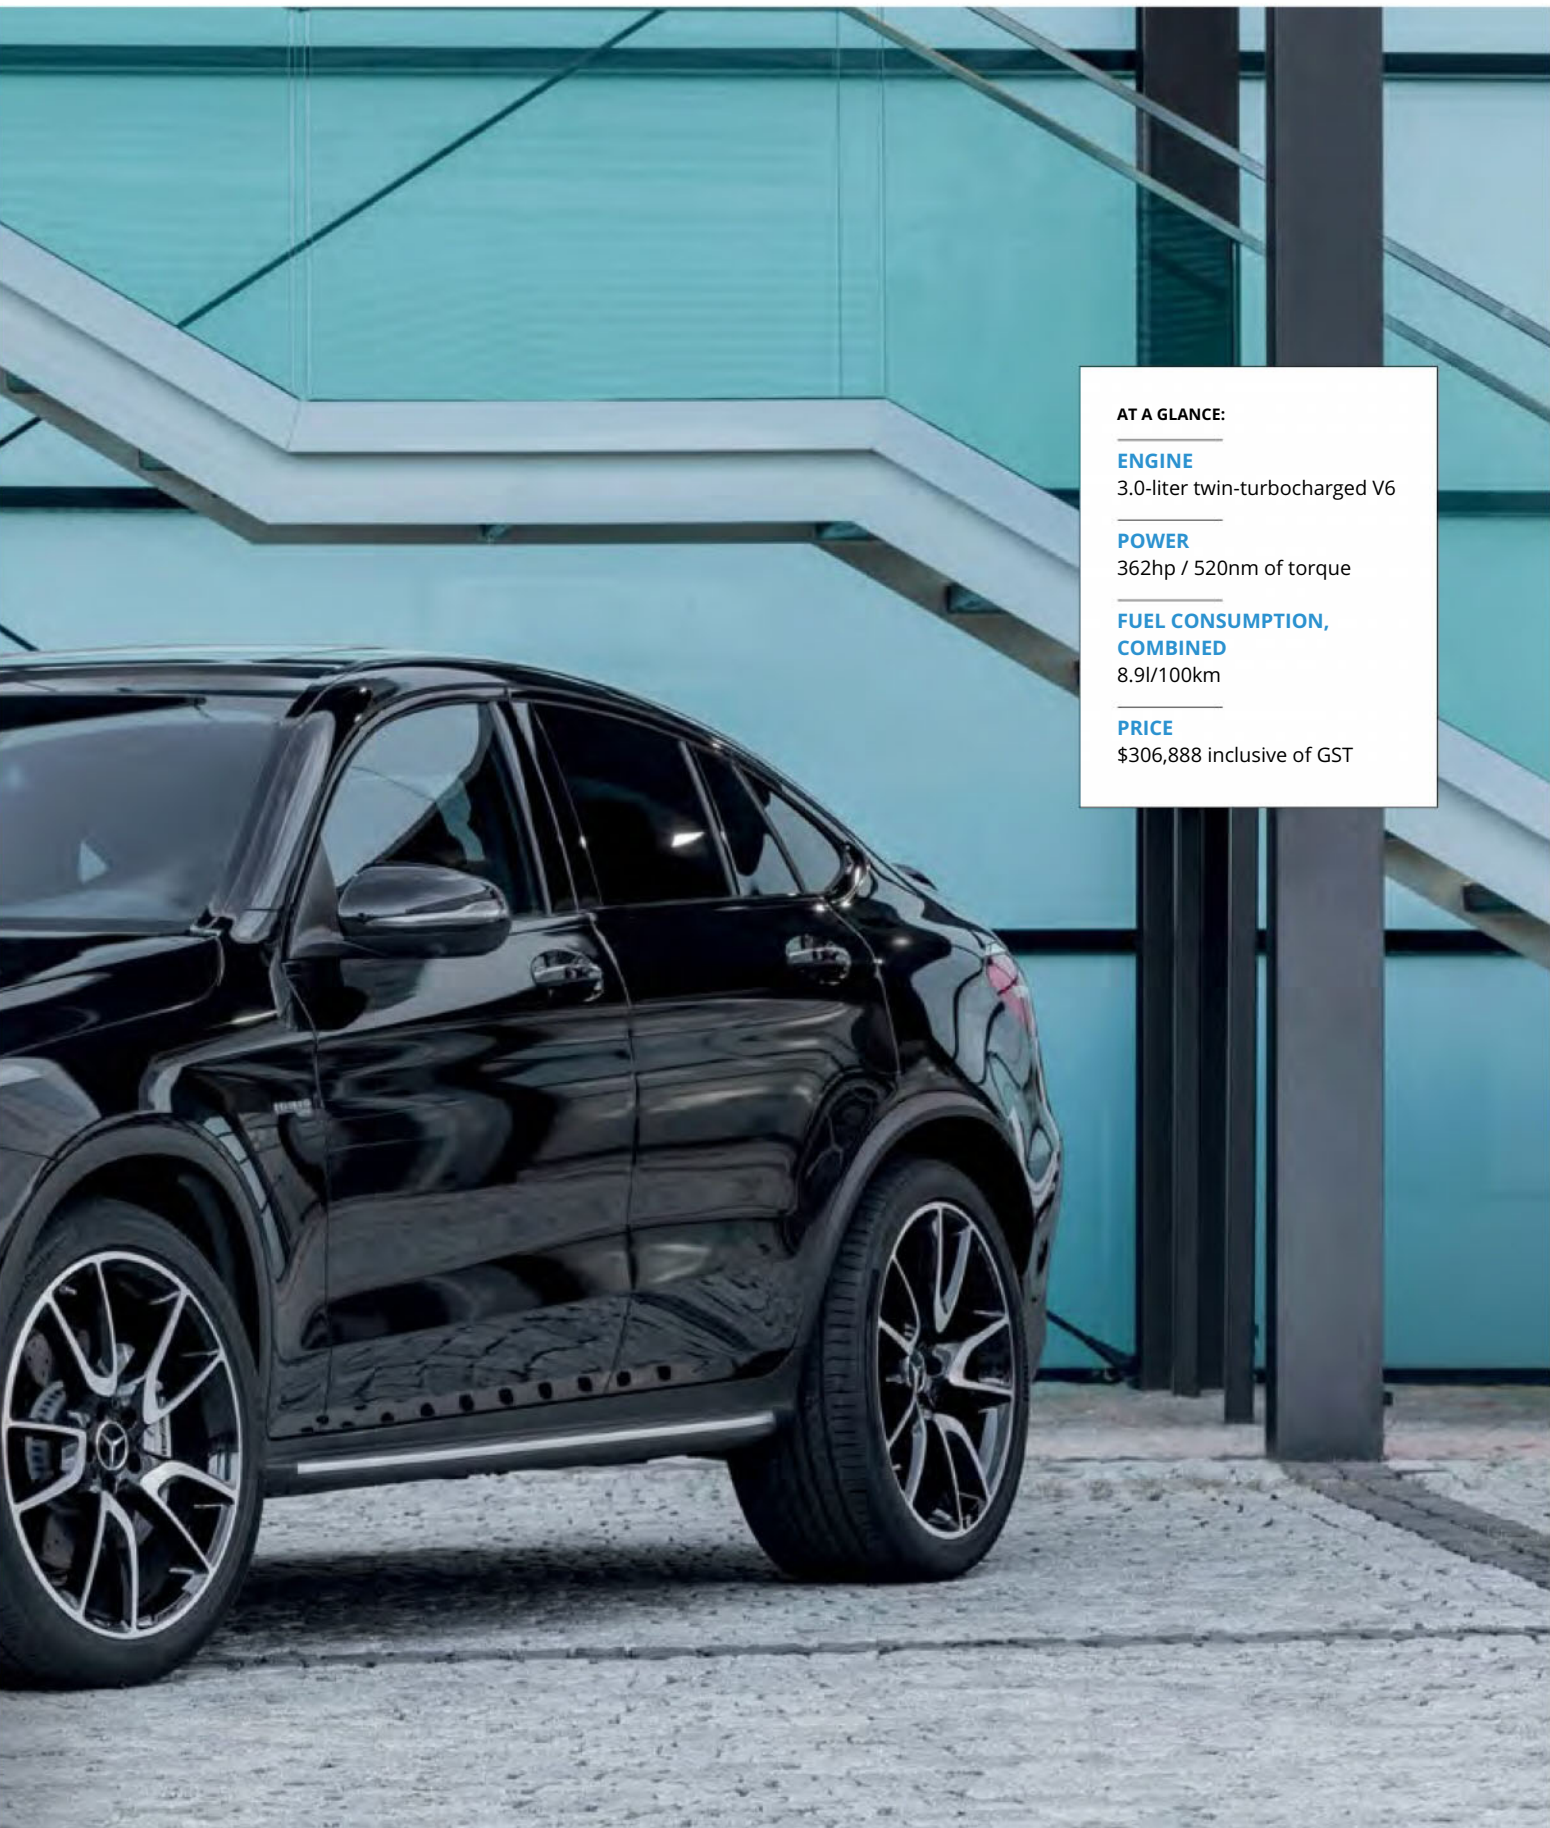 AT A GLANCE:
ENGINE
3.0-liter twin-turbocharged V6
POWER
362hp / 520nm of torque
FUEL CONSUMPTION,
COMBINED
8.9l/100km
PRICE
$306,888 inclusive of GST